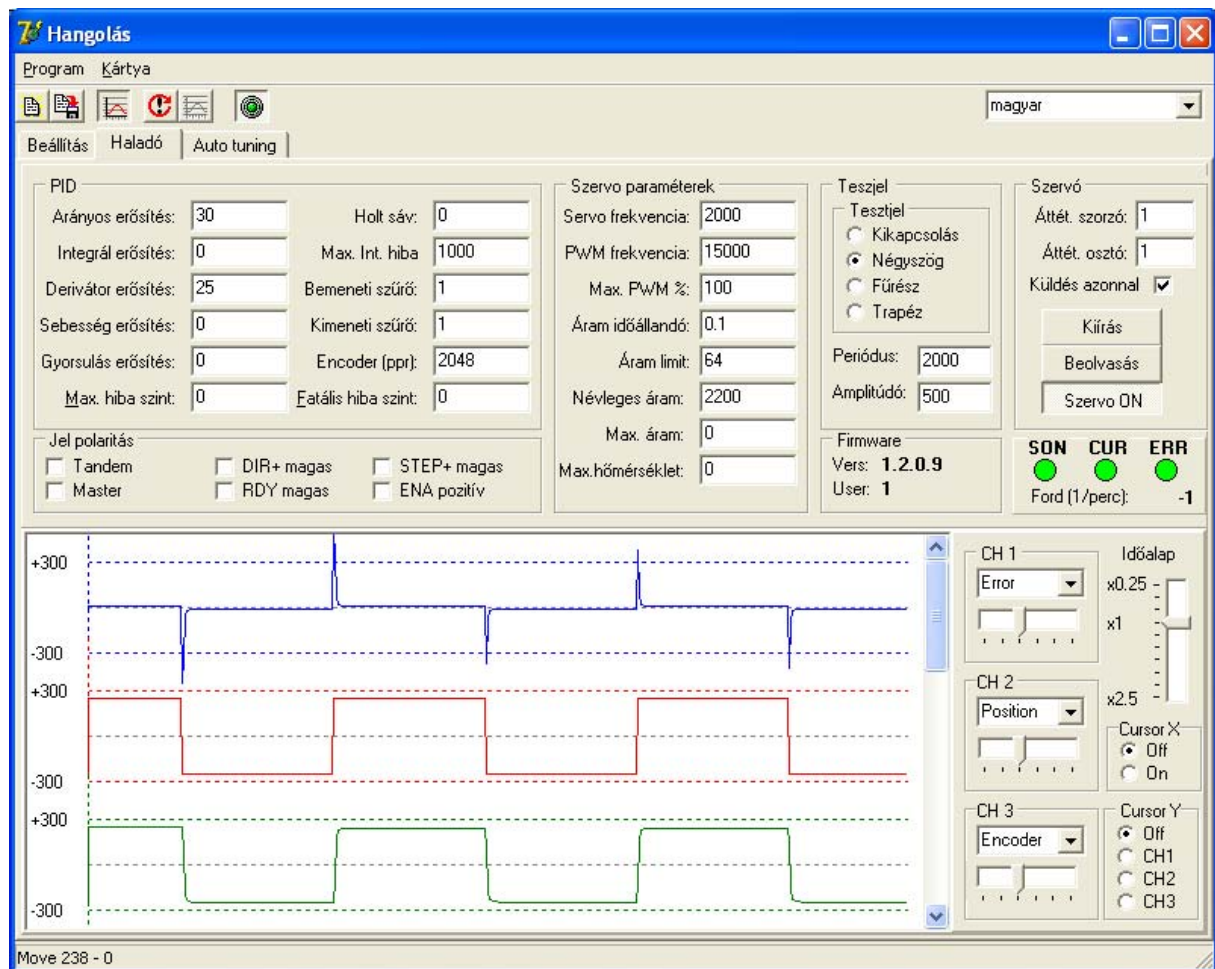 Hangolás
Program Kártya
magyar
Beállítás Haladó Auto tuning
PID
Arányos erősítés: 30
Integrál erősítés: 0
Derivátor erősítés: 25
Sebesség erősítés: 0
Gyorsulás erősítés: 0
Max. hiba szint: 0
Holt sáv: 0
Max. Int. hiba 1000
Bemeneti szűrő: 1
Kimeneti szűrő: 1
Encoder (ppr): 2048
Fatális hiba szint: 0
Jel polaritás
Tandem DIR+ magas STEP+ magas
Master RDY magas ENA pozitív
Szervo paraméterek
Servo frekvencia: 2000
PWM frekvencia: 15000
Max. PWM %: 100
Áram időállandó: 0.1
Áram limit: 64
Névleges áram: 2200
Max. áram: 0
Max.hőmérséklet: 0
Teszjel
Tesztjel
Kikapcsolás
Négyszög
Fűrész
Trapéz
Periódus: 2000
Amplitúdó: 500
Firmware
Vers: 1.2.0.9
User: 1
Szervó
Áttét. szorzó: 1
Áttét. osztó: 1
Küldés azonnal
Kiírás
Beolvasás
Szervo ON
SON CUR ERR
Ford (1/perc): -1
+300
-300
+300
-300
+300
-300
CH 1
Error
CH 2
Position
CH 3
Encoder
Időalap
x0.25
x1
x2.5
Cursor X
Off
On
Cursor Y
Off
CH1
CH2
CH3
Move 238 - 0